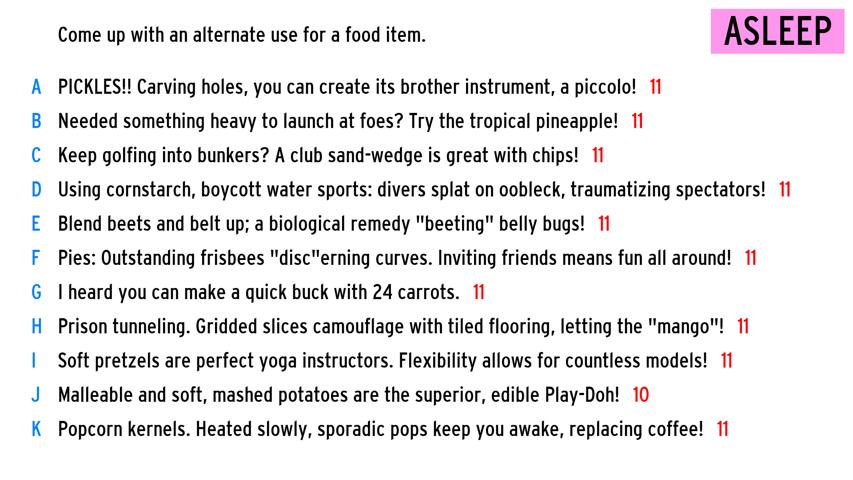 Come up with an alternate use for a food item.
ASLEEP
A PICKLES!! Carving holes, you can create its brother instrument, a piccolo! 11
B Needed something heavy to launch at foes? Try the tropical pineapple! 11
C Keep golfing into bunkers? A club sand-wedge is great with chips! 11
D Using cornstarch, boycott water sports: divers splat on oobleck, traumatizing spectators! 11
E Blend beets and belt up; a biological remedy "beeting" belly bugs! 11
F Pies: Outstanding frisbees "disc"erning curves. Inviting friends means fun all around! 11
G I heard you can make a quick buck with 24 carrots. 11
H Prison tunneling. Gridded slices camouflage with tiled flooring, letting the "mango"! 11
I Soft pretzels are perfect yoga instructors. Flexibility allows for countless models! 11
J Malleable and soft, mashed potatoes are the superior, edible Play-Doh! 10
K Popcorn kernels. Heated slowly, sporadic pops keep you awake, replacing coffee! 11